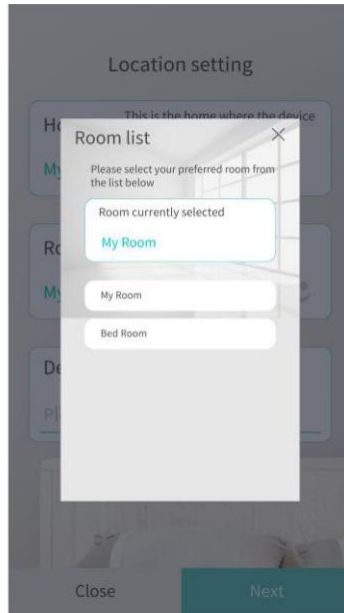 Location setting
This is the home where the device
Room list
Please select your preferred room from
the list below
Room currently selected
My Room
My Room
Bed Room
Close
Next